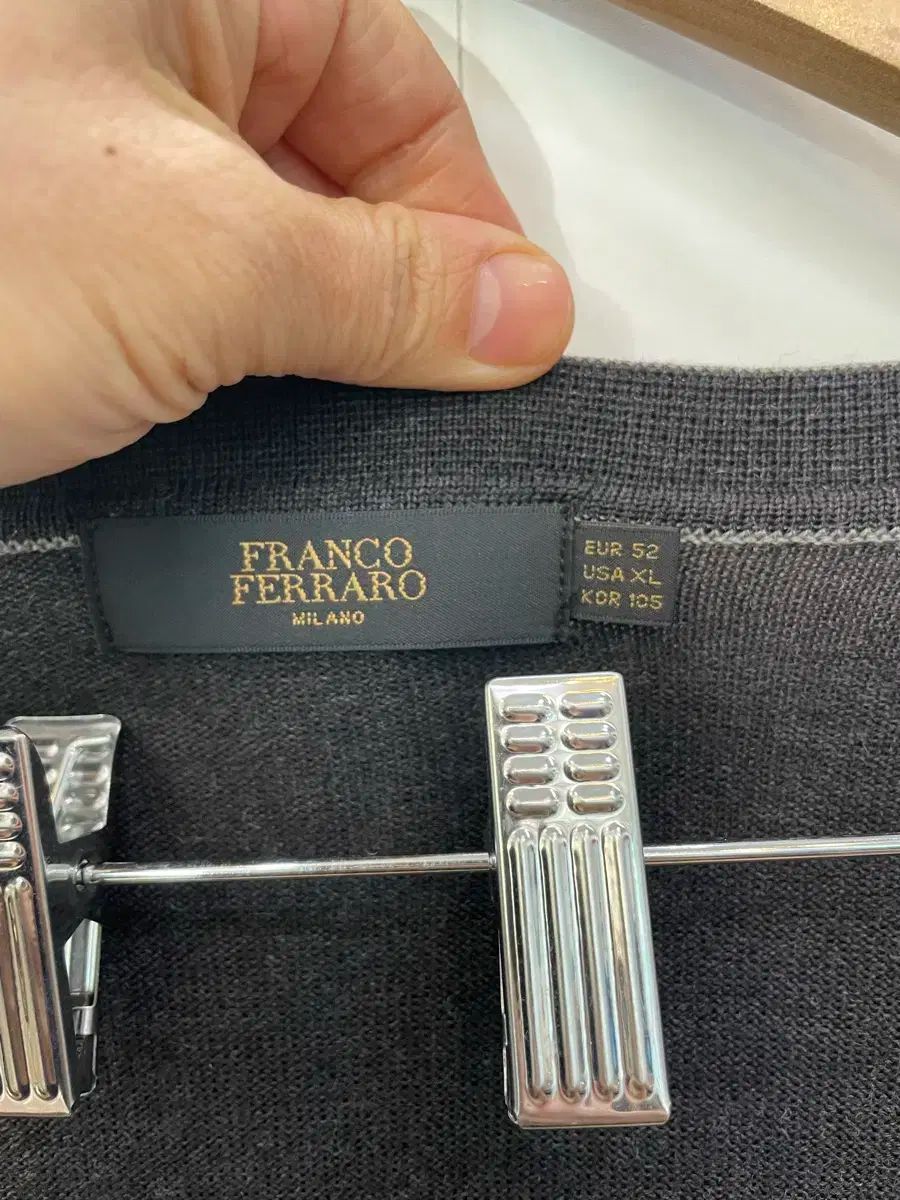 FRANCO
FERRARO
MILANO
EUR 52
USA XL
KOR 105